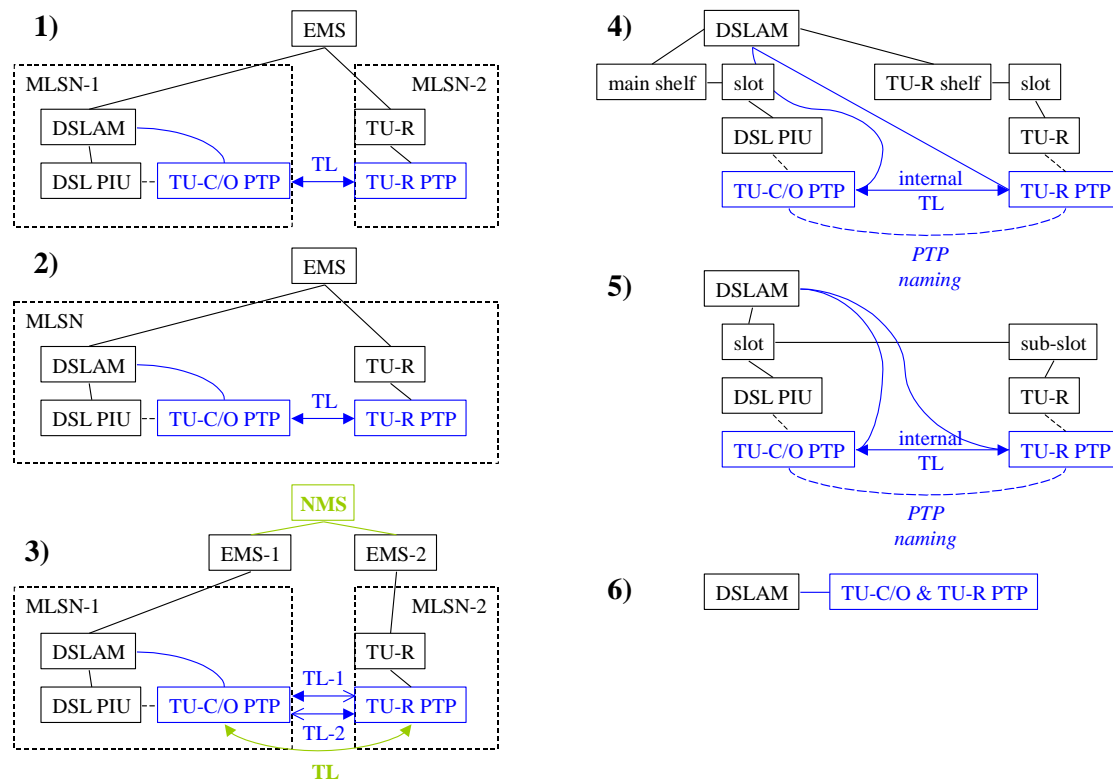 1)
EMS
MLSN-1
MLSN-2
DSLAM
TU-R
DSL PIU
TU-C/O PTP
TL
TU-R PTP
2)
EMS
MLSN
DSLAM
TU-R
DSL PIU
TU-C/O PTP
TL
TU-R PTP
NMS
3)
EMS-1
EMS-2
MLSN-1
MLSN-2
DSLAM
TU-R
DSL PIU
TU-C/O PTP
TL-1
TL-2
TU-R PTP
TL
4)
DSLAM
main shelf
slot
TU-R shelf
slot
DSL PIU
TU-R
TU-C/O PTP
internal
TL
TU-R PTP
PTP
naming
5)
DSLAM
slot
sub-slot
DSL PIU
TU-R
TU-C/O PTP
internal
TL
TU-R PTP
PTP
naming
6)
DSLAM
TU-C/O & TU-R PTP